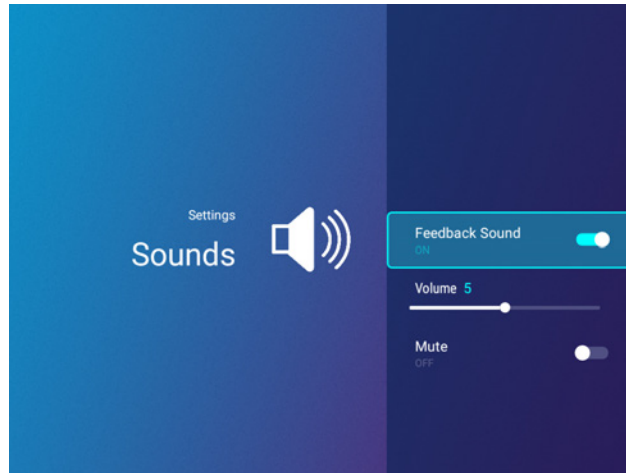 Settings
Sounds
Feedback Sound
ON
Volume 5
Mute
OFF